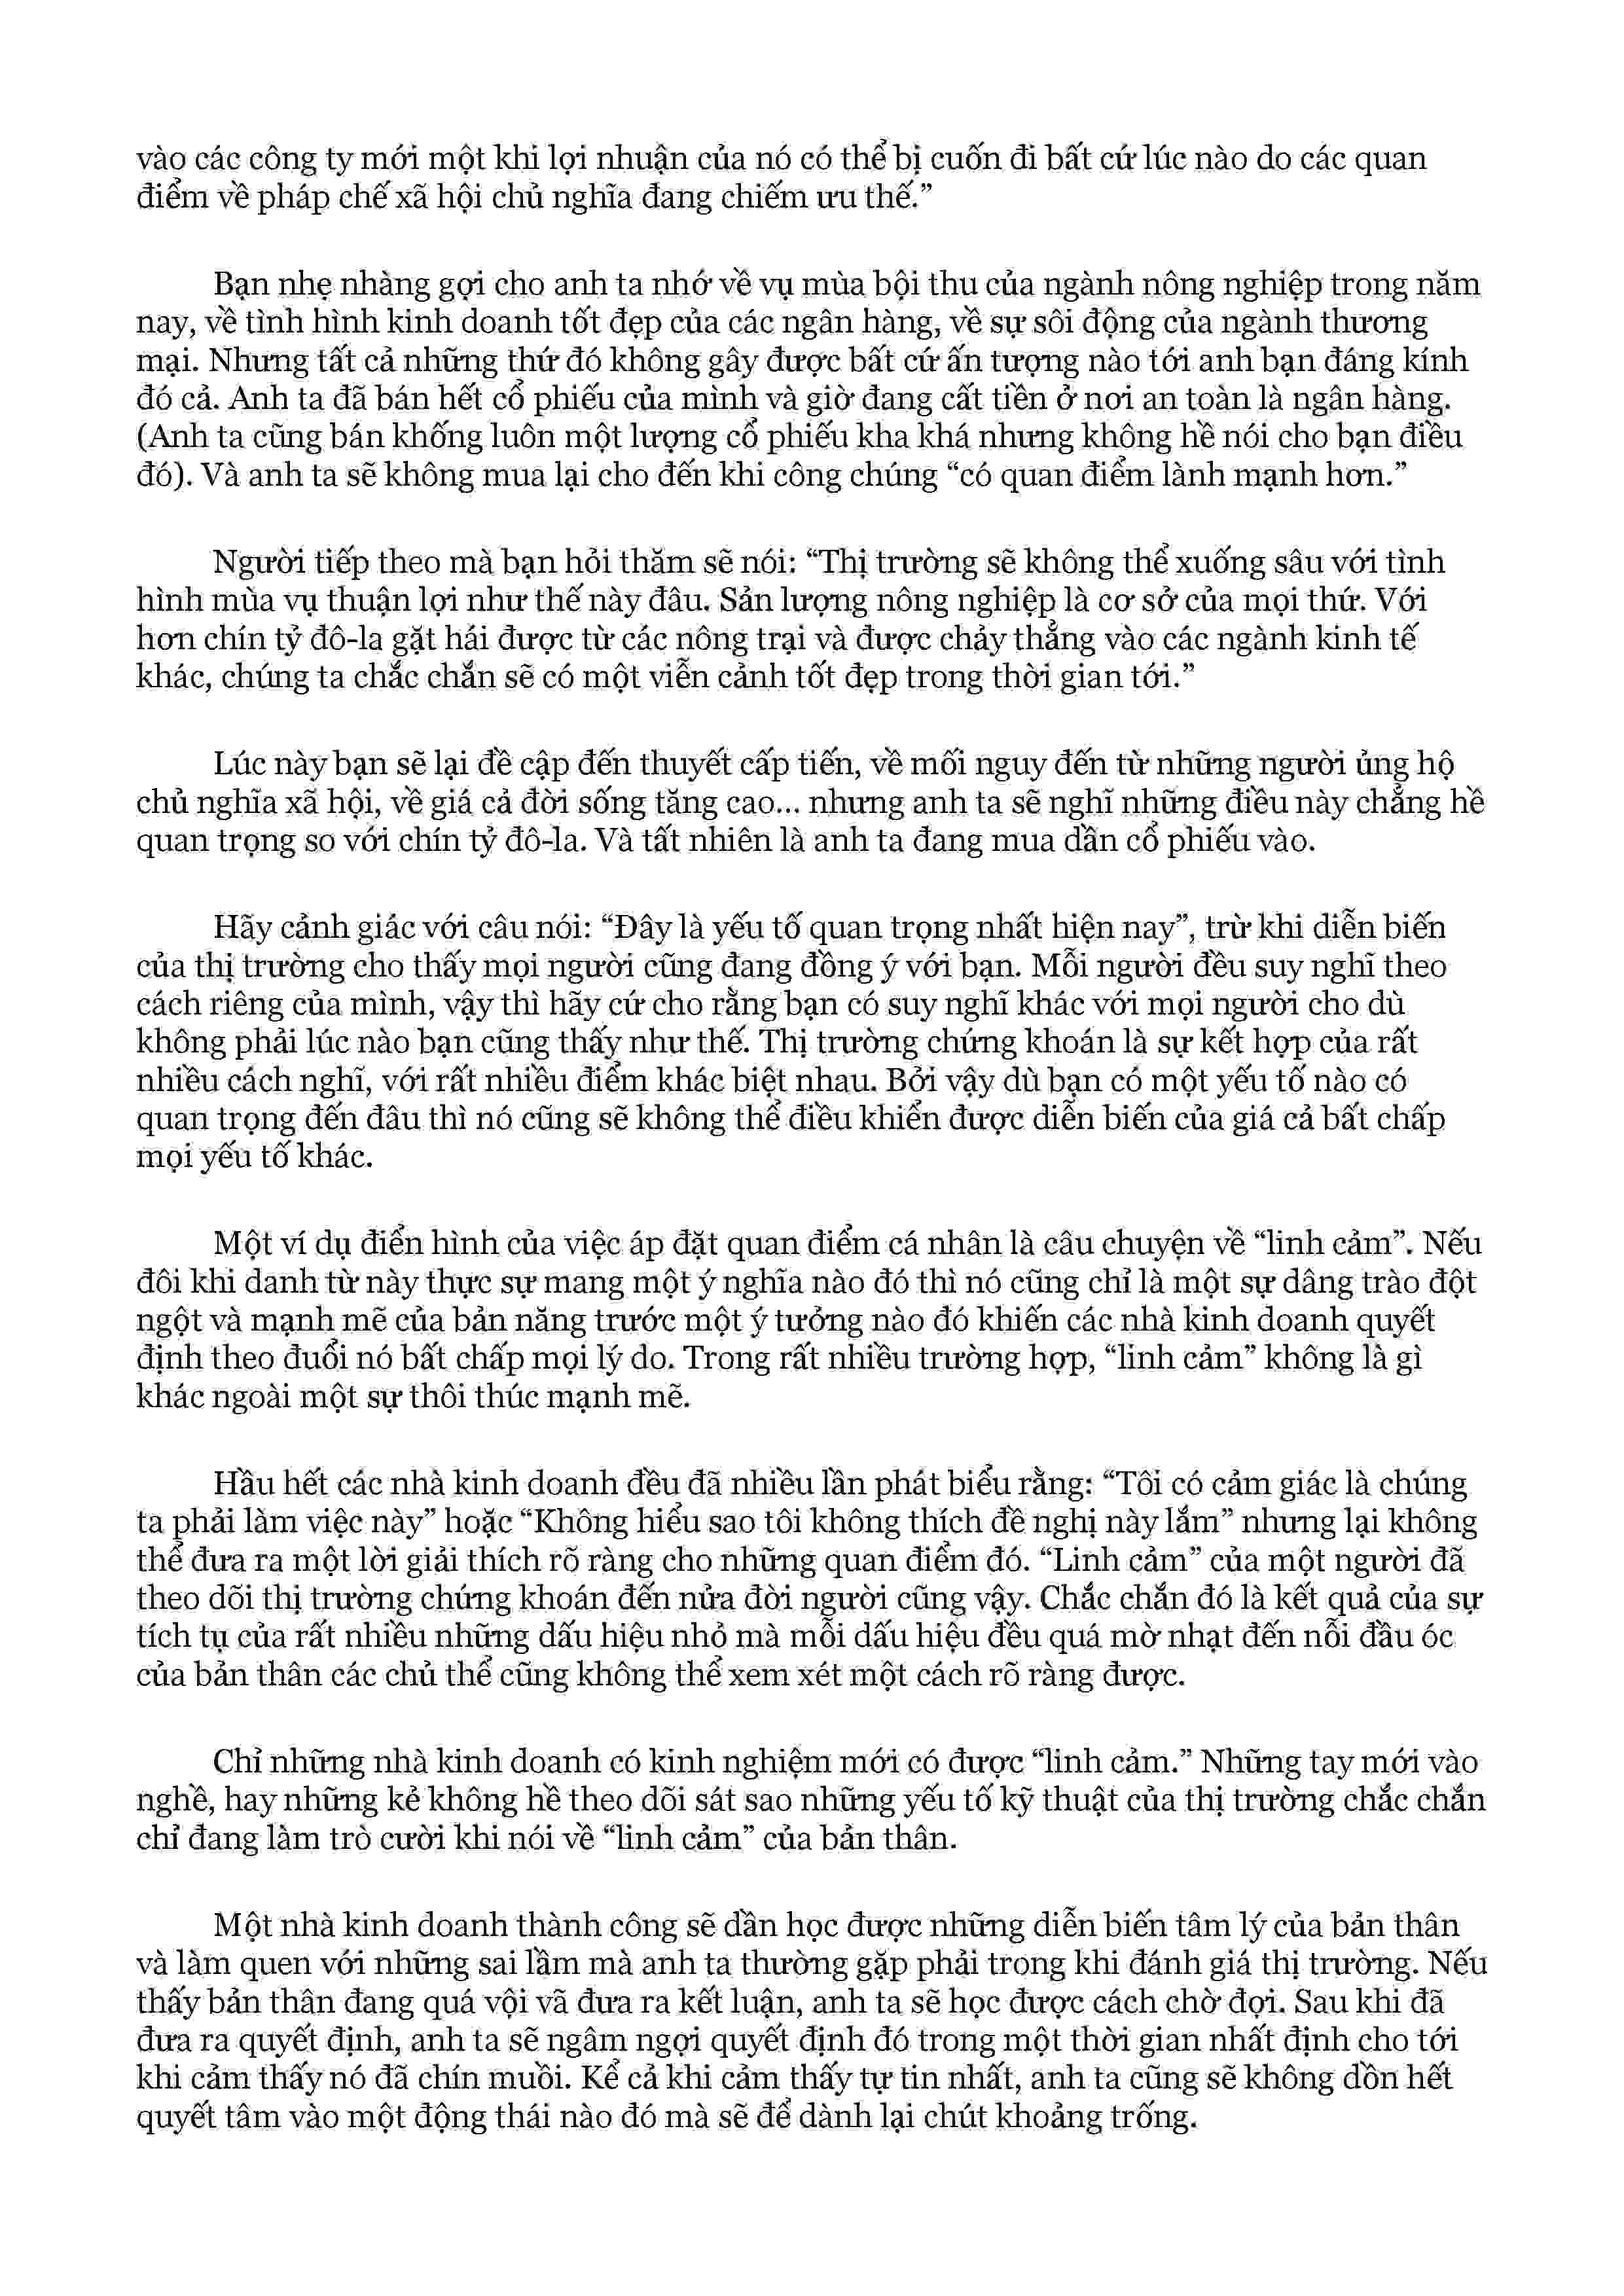 vào các công ty mới một khi lợi nhuận của nó có thể bị cuốn đi bất cứ lúc nào do các quan
điểm về pháp chế xã hội chủ nghĩa đang chiếm ưu thế.”
Bạn nhẹ nhàng gợi cho anh ta nhớ về vụ mùa bội thu của ngành nông nghiệp trong năm
nay, về tình hình kinh doanh tốt đẹp của các ngân hàng, về sự sôi động của ngành thương
mại. Nhưng tất cả những thứ đó không gây được bất cứ ấn tượng nào tới anh bạn đáng kính
đó cả. Anh ta đã bán hết cổ phiếu của mình và giờ đang cất tiền ở nơi an toàn là ngân hàng.
(Anh ta cũng bán khống luôn một lượng cổ phiếu kha khá nhưng không hề nói cho bạn điều
đó). Và anh ta sẽ không mua lại cho đến khi công chúng “có quan điểm lành mạnh hơn.”
Người tiếp theo mà bạn hỏi thăm sẽ nói: “Thị trường sẽ không thể xuống sâu với tình
hình mùa vụ thuận lợi như thế này đâu. Sản lượng nông nghiệp là cơ sở của mọi thứ. Với
hơn chín tỷ đô-la gặt hái được từ các nông trại và được chảy thẳng vào các ngành kinh tế
khác, chúng ta chắc chắn sẽ có một viễn cảnh tốt đẹp trong thời gian tới.”
Lúc này bạn sẽ lại đề cập đến thuyết cấp tiến, về mối nguy đến từ những người ủng hộ
chủ nghĩa xã hội, về giá cả đời sống tăng cao... nhưng anh ta sẽ nghĩ những điều này chẳng hề
quan trọng so với chín tỷ đô-la. Và tất nhiên là anh ta đang mua dần cổ phiếu vào.
Hãy cảnh giác với câu nói: “Đây là yếu tố quan trọng nhất hiện nay”, trừ khi diễn biến
của thị trường cho thấy mọi người cũng đang đồng ý với bạn. Mỗi người đều suy nghĩ theo
cách riêng của mình, vậy thì hãy cứ cho rằng bạn có suy nghĩ khác với mọi người cho dù
không phải lúc nào bạn cũng thấy như thế. Thị trường chứng khoán là sự kết hợp của rất
nhiều cách nghĩ, với rất nhiều điểm khác biệt nhau. Bởi vậy dù bạn có một yếu tố nào có
quan trọng đến đâu thì nó cũng sẽ không thể điều khiển được diễn biến của giá cả bất chấp
mọi yếu tố khác.
Một ví dụ điển hình của việc áp đặt quan điểm cá nhân là câu chuyện về “linh cảm”. Nếu
đôi khi danh từ này thực sự mang một ý nghĩa nào đó thì nó cũng chỉ là một sự dâng trào đột
ngột và mạnh mẽ của bản năng trước một ý tưởng nào đó khiến các nhà kinh doanh quyết
định theo đuổi nó bất chấp mọi lý do. Trong rất nhiều trường hợp, “linh cảm” không là gì
khác ngoài một sự thôi thúc mạnh mẽ.
Hầu hết các nhà kinh doanh đều đã nhiều lần phát biểu rằng: “Tôi có cảm giác là chúng
ta phải làm việc này” hoặc “Không hiểu sao tôi không thích đề nghị này lắm” nhưng lại không
thể đưa ra một lời giải thích rõ ràng cho những quan điểm đó. “Linh cảm” của một người đã
theo dõi thị trường chứng khoán đến nửa đời người cũng vậy. Chắc chắn đó là kết quả của sự
tích tụ của rất nhiều những dấu hiệu nhỏ mà mỗi dấu hiệu đều quá mờ nhạt đến nỗi đầu óc
của bản thân các chủ thể cũng không thể xem xét một cách rõ ràng được.
Chỉ những nhà kinh doanh có kinh nghiệm mới có được “linh cảm.” Những tay mới vào
nghề, hay những kẻ không hề theo dõi sát sao những yếu tố kỹ thuật của thị trường chắc chắn
chỉ đang làm trò cười khi nói về “linh cảm” của bản thân.
Một nhà kinh doanh thành công sẽ dần học được những diễn biến tâm lý của bản thân
và làm quen với những sai lầm mà anh ta thường gặp phải trong khi đánh giá thị trường. Nếu
thấy bản thân đang quá vội vã đưa ra kết luận, anh ta sẽ học được cách chờ đợi. Sau khi đã
đưa ra quyết định, anh ta sẽ ngâm ngợi quyết định đó trong một thời gian nhất định cho tới
khi cảm thấy nó đã chín muồi. Kể cả khi cảm thấy tự tin nhất, anh ta cũng sẽ không dồn hết
quyết tâm vào một động thái nào đó mà sẽ để dành lại chút khoảng trống.